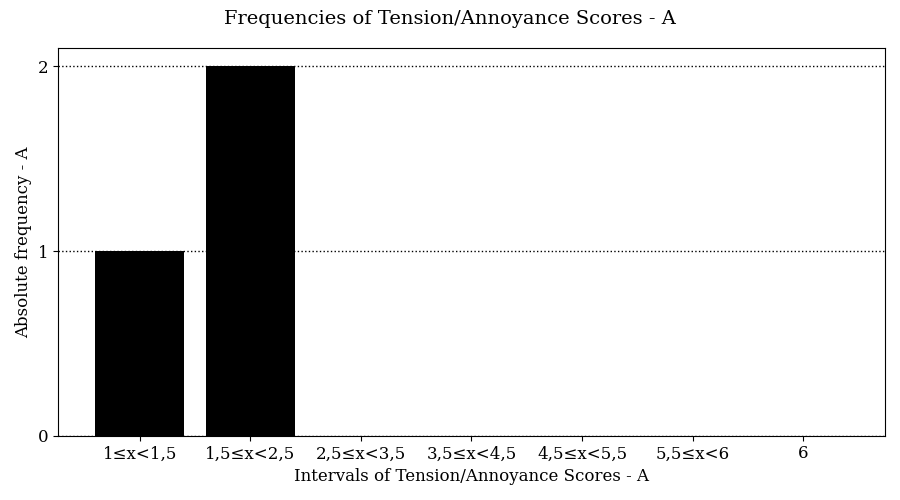 Frequencies of Tension/Annoyance Scores - A
Absolute frequency - A
2
1
0
1≤x<1,5 1,5≤x<2,5 2,5≤x<3,5 3,5≤x<4,5 4,5≤x<5,5 5,5≤x<6 6
Intervals of Tension/Annoyance Scores - A